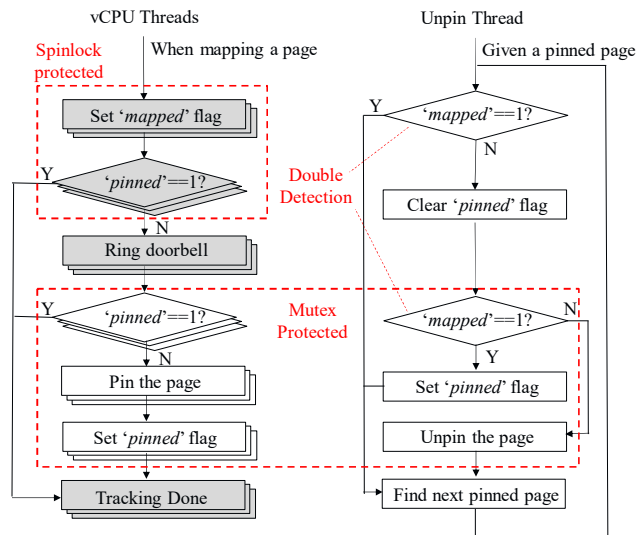 vCPU Threads
Unpin Thread
When mapping a page
Given a pinned page
Spinlock
protected
Set ‘mapped’ flag
Y
‘mapped’==1?
N
Y
‘pinned’==1?
Double
Detection
Clear ‘pinned’ flag
N
Ring doorbell
Y
‘pinned’==1?
Mutex
Protected
‘mapped’==1?
N
N
Y
Pin the page
Set ‘pinned’ flag
Set ‘pinned’ flag
Unpin the page
Tracking Done
Find next pinned page